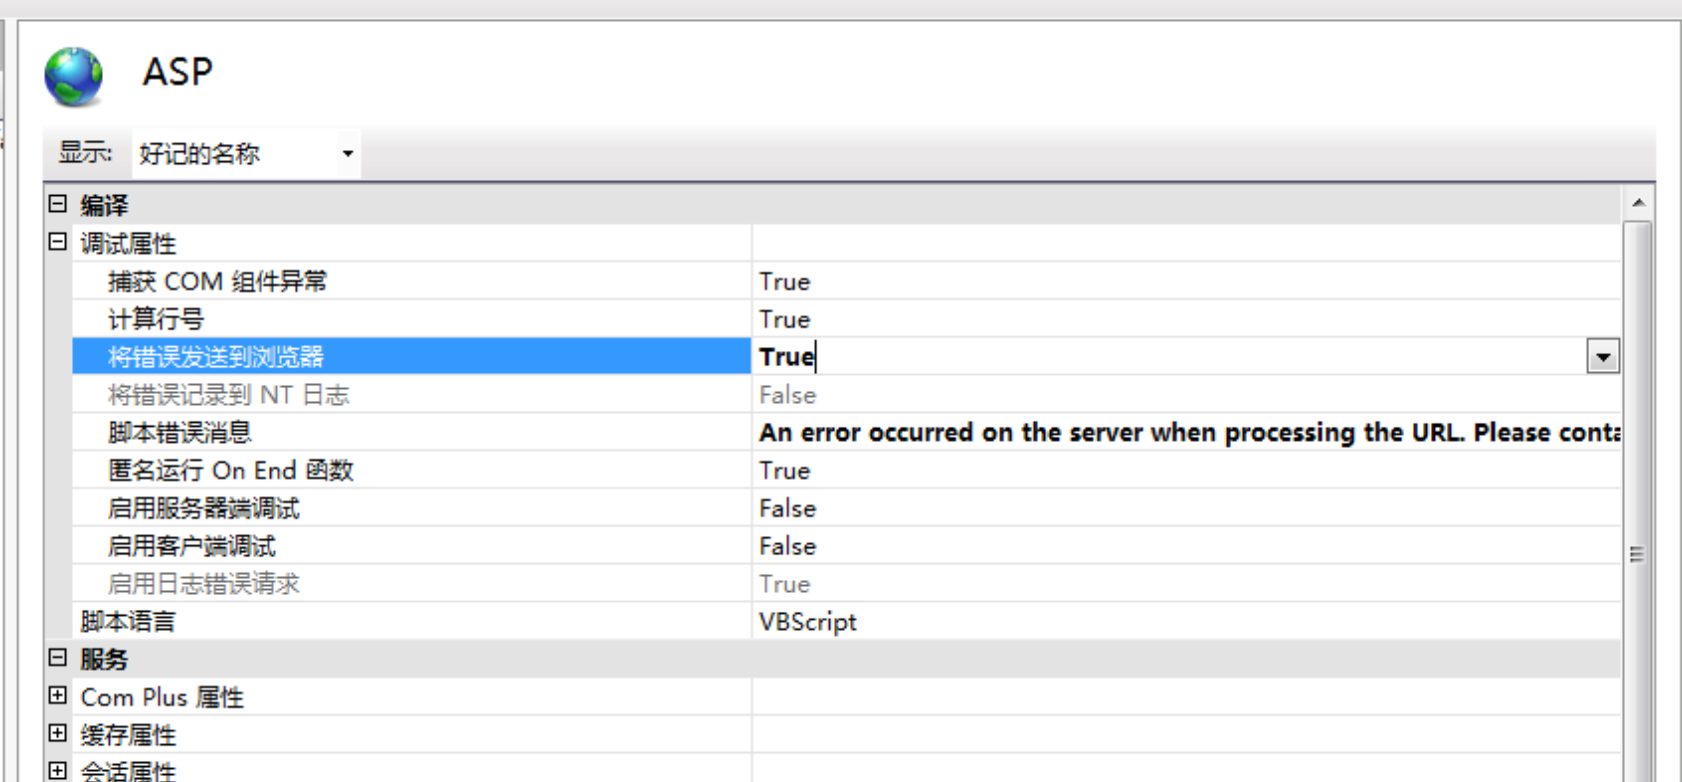 ASP
显示: 好记的名称
编译
调试属性
捕获 COM 组件异常 True
计算行号 True
将错误发送到浏览器 True
将错误记录到 NT 日志 False
脚本错误消息 An error occurred on the server when processing the URL. Please conta
匿名运行 On End 函数 True
启用服务器端调试 False
启用客户端调试 False
启用日志错误请求 True
脚本语言 VBScript
服务
Com Plus 属性
缓存属性
会话属性